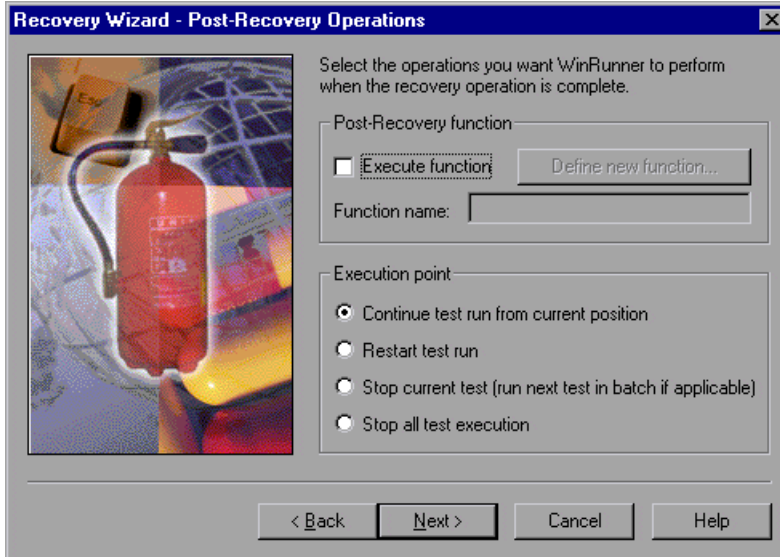 Recovery Wizard - Post-Recovery Operations
Esc
Select the operations you want WinRunner to perform
when the recovery operation is complete.
Post-Recovery function
Execute function
Define new function...
Function name:
Execution point
Continue test run from current position
Restart test run
Stop current test (run next test in batch if applicable)
Stop all test execution
< Back
Next >
Cancel
Help